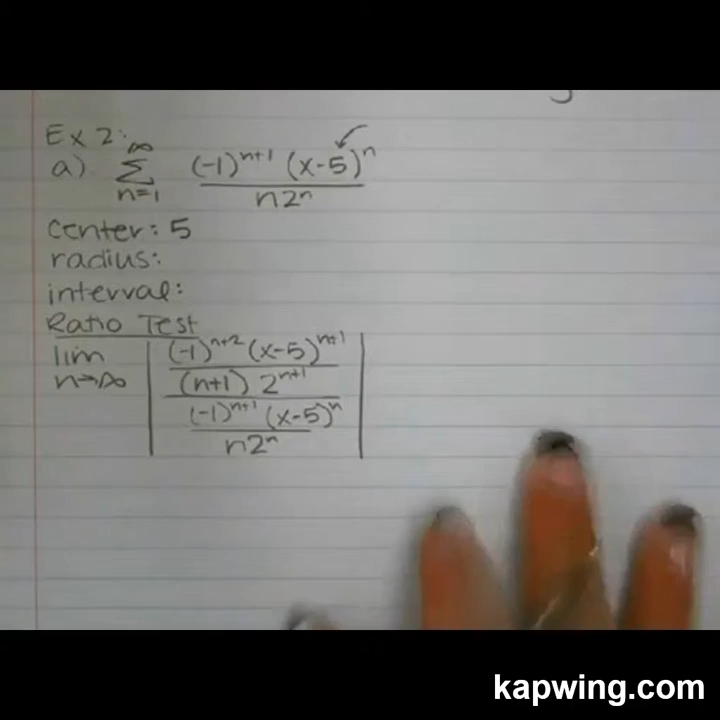 Ex 2:
a) ∞ Σ n=1 (-1)^{n+1} (x-5)^n
n2^n
center: 5
radius:
interval:
Ratio Test
lim n→∞ | (-1)^{n+2} (x-5)^{n+1}
(n+1) 2^{n+1}
(-1)^{n+1} (x-5)^n
n2^n |
kapwing.com